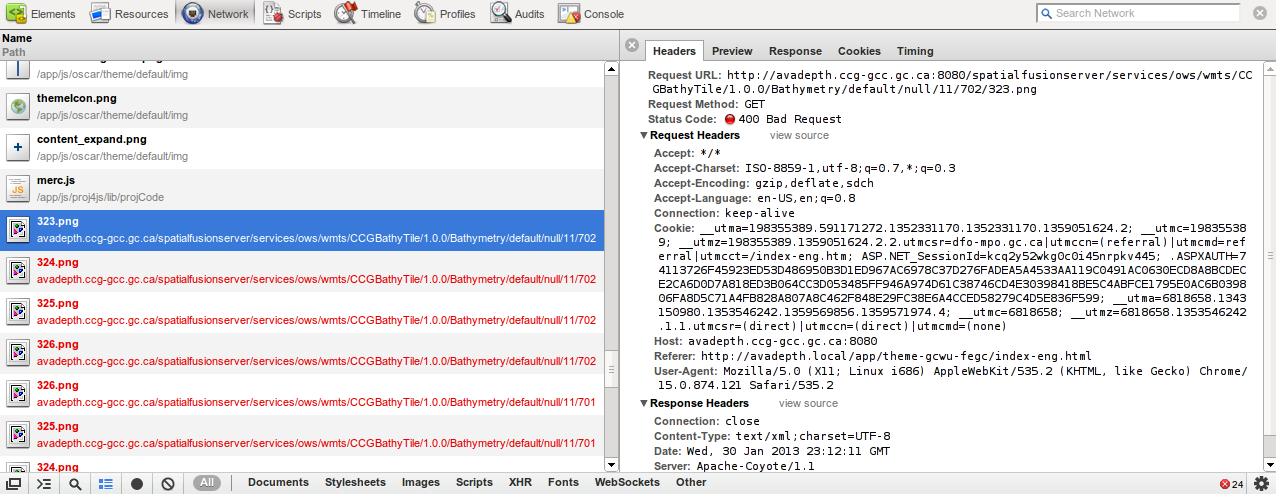 Elements Resources Network Scripts Timeline Profiles Audits Console Search Network
Name
Path
/app/js/oscar/theme/default/img
themeIcon.png
/app/js/oscar/theme/default/img
content_expand.png
/app/js/oscar/theme/default/img
merc.js
/app/js/proj4js/lib/projCode
323.png
avadepth.ccg-gcc.gc.ca/spatialfusionserver/services/ows/wmts/CCGBathyTile/1.0.0/Bathymetry/default/null/11/702
324.png
avadepth.ccg-gcc.gc.ca/spatialfusionserver/services/ows/wmts/CCGBathyTile/1.0.0/Bathymetry/default/null/11/702
325.png
avadepth.ccg-gcc.gc.ca/spatialfusionserver/services/ows/wmts/CCGBathyTile/1.0.0/Bathymetry/default/null/11/702
326.png
avadepth.ccg-gcc.gc.ca/spatialfusionserver/services/ows/wmts/CCGBathyTile/1.0.0/Bathymetry/default/null/11/702
326.png
avadepth.ccg-gcc.gc.ca/spatialfusionserver/services/ows/wmts/CCGBathyTile/1.0.0/Bathymetry/default/null/11/701
325.png
avadepth.ccg-gcc.gc.ca/spatialfusionserver/services/ows/wmts/CCGBathyTile/1.0.0/Bathymetry/default/null/11/701
324.png
Headers Preview Response Cookies Timing
Request URL: http://avadepth.ccg-gcc.gc.ca:8080/spatialfusionserver/services/ows/wmts/CC
GBathyTile/1.0.0/Bathymetry/default/null/11/702/323.png
Request Method: GET
Status Code: 400 Bad Request
Request Headers view source
Accept: */*
Accept-Charset: ISO-8859-1,utf-8;q=0.7,*;q=0.3
Accept-Encoding: gzip,deflate,sdch
Accept-Language: en-US,en;q=0.8
Connection: keep-alive
Cookie: __utma=198355389.591171272.1352331170.1352331170.1359051624.2; __utmc=19835538
9; __utmz=198355389.1359051624.2.2.utmcsr=dfo-mpo.gc.ca|utmccn=(referral)|utmcmd=ref
erral|utmcct=/index-eng.htm; ASP.NET_SessionId=kcq2y52wkg0c0i45nrpkv445; .ASPXAUTH=7
4113726F45923EDB3D486950B3D1ED967AC6978C37D276FADEA5A4533AA119C0491AC0630ECD8A8BCDEC
E2CA6D0D7A818ED3B064CC3D053485FF946A974D61C38746CD4E30398418BE5C4ABFCE1795E0AC6B0398
06FA8D5C71A4FB8B8A807A8C462F848E29FC38E6A4CCED58279C4D5E836F599; __utma=6818658.1343
150980.1353546242.1359569856.1359571974.4; __utmc=6818658; __utmz=6818658.1353546242
.1.1.utmcsr=(direct)|utmccn=(direct)|utmcmd=(none)
Host: avadepth.ccg-gcc.gc.ca:8080
Referer: http://avadepth.local/app/theme-gcwu-fegc/index-eng.html
User-Agent: Mozilla/5.0 (X11; Linux i686) AppleWebKit/535.2 (KHTML, like Gecko) Chrome/
15.0.874.121 Safari/535.2
Response Headers view source
Connection: close
Content-Type: text/xml;charset=UTF-8
Date: Wed, 30 Jan 2013 23:12:11 GMT
Server: Apache-Coyote/1.1
All Documents Stylesheets Images Scripts XHR Fonts WebSockets Other 24